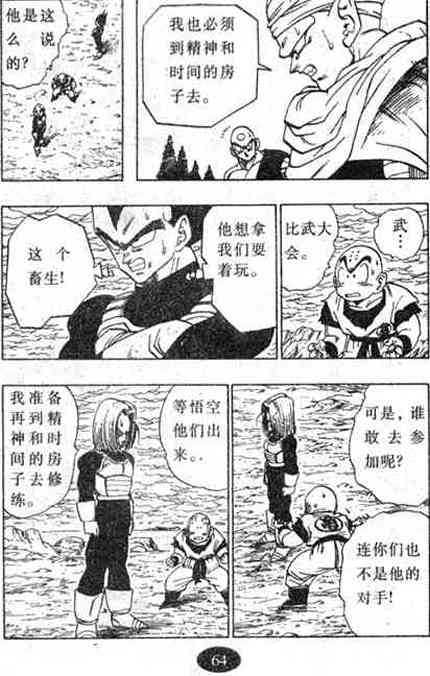 我也必须
到精神和
时间的房
子去。
他是这
么说
的?
武…
比武大
会。
他想拿
我们耍
着玩。
这个
畜生!
可是，谁
敢去参
加呢?
连你们也
不是他的
对手!
等悟空
他们出
来。.
我准备
再到精
神和时
间的房
子去修
练。
64